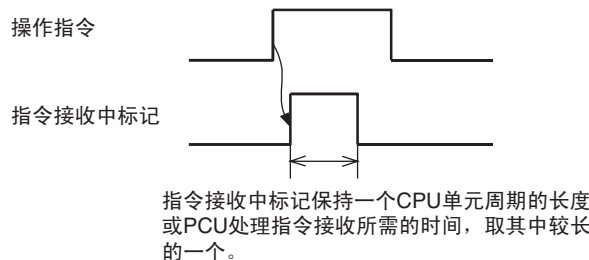 操作指令
指令接收中标记
指令接收中标记保持一个CPU单元周期的长度
或PCU处理指令接收所需的时间，取其中较长
的一个。